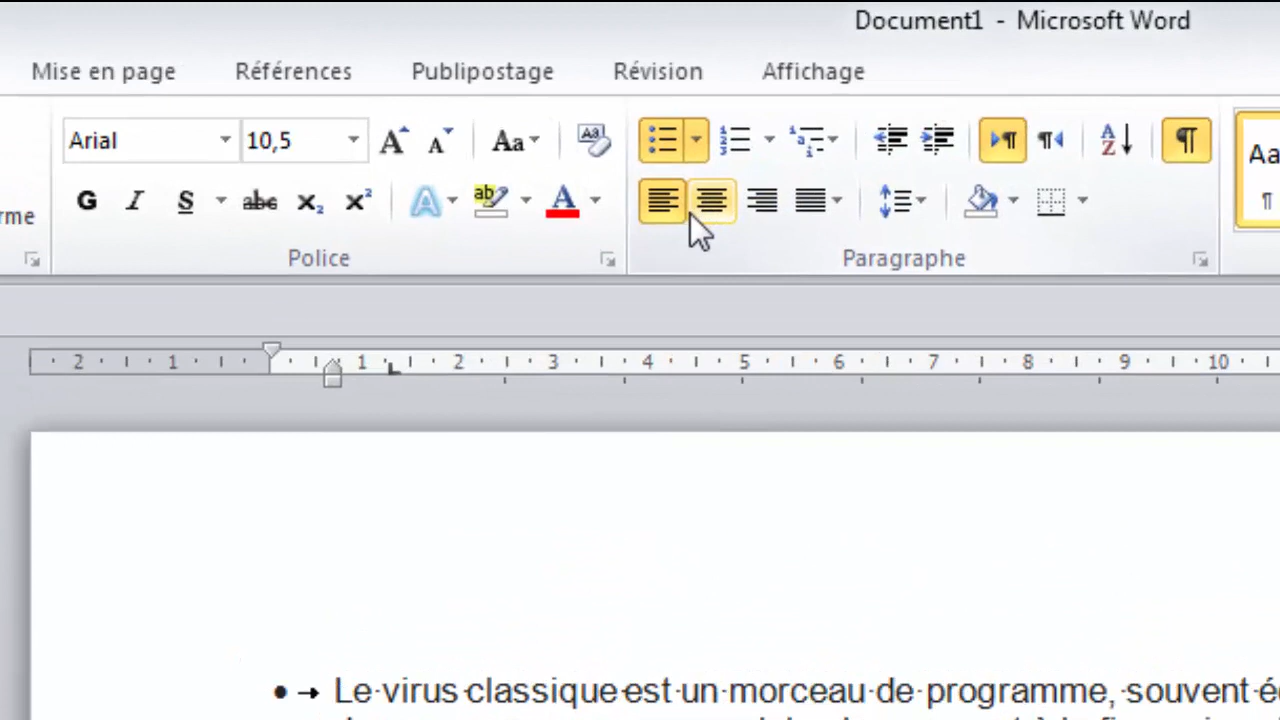 Document1 - Microsoft Word
Mise en page Références Publipostage Révision Affichage
Arial 10,5
G I S abc x₂ x²
Police Paragraphe
2 1 1 2 3 4 5 6 7 8 9 10
Le virus classique est un morceau de programme, souvent